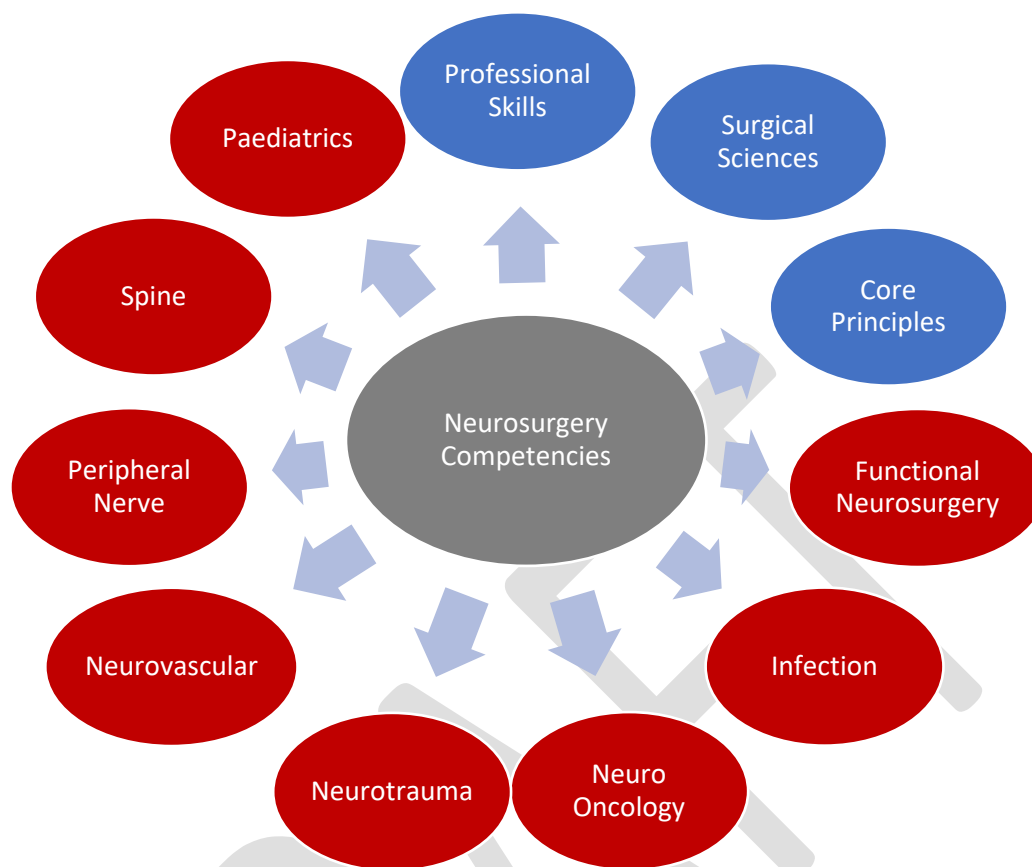 Professional
Skills
Surgical
Sciences
Core
Principles
Functional
Neurosurgery
Infection
Neuro
Oncology
Neurotrauma
Neurovascular
Peripheral
Nerve
Spine
Paediatrics
Neurosurgery
Competencies